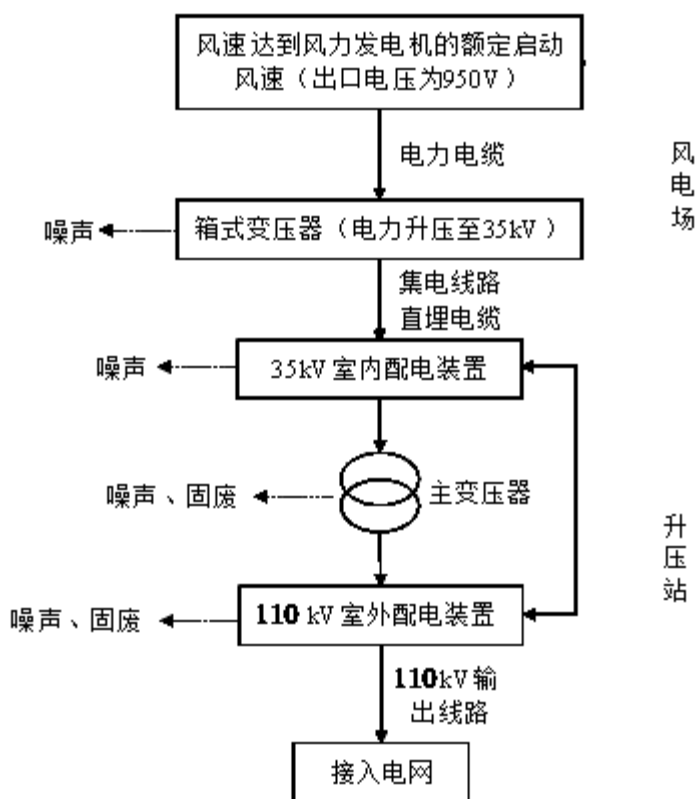 风速达到风力发电机的额定启动
风速（出口电压为950V）
电力电缆
风
电
场
噪声
箱式变压器（电力升压至35kV）
集电线路
直埋电缆
噪声
35kV 室内配电装置
噪声、固废
主变压器
升
压
站
噪声、固废
110 kV 室外配电装置
110kV 输
出线路
接入电网